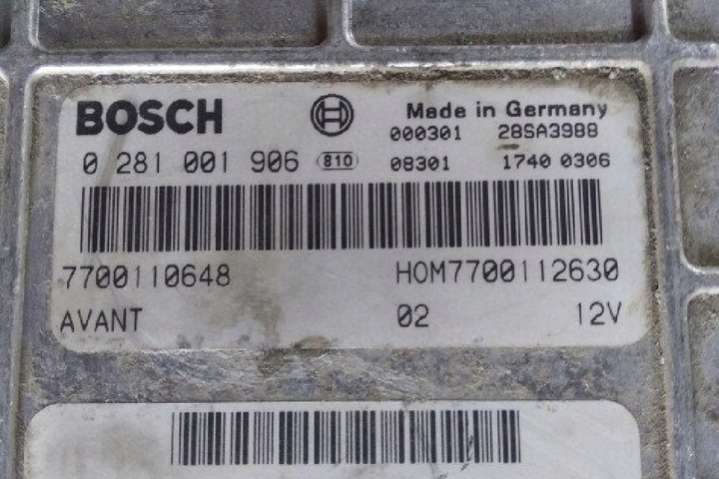 BOSCH
Made in Germany
000301 28SA3988
0 281 001 906 810 08301 1740 0306
7700110648 HOM7700112630
AVANT 02 12V